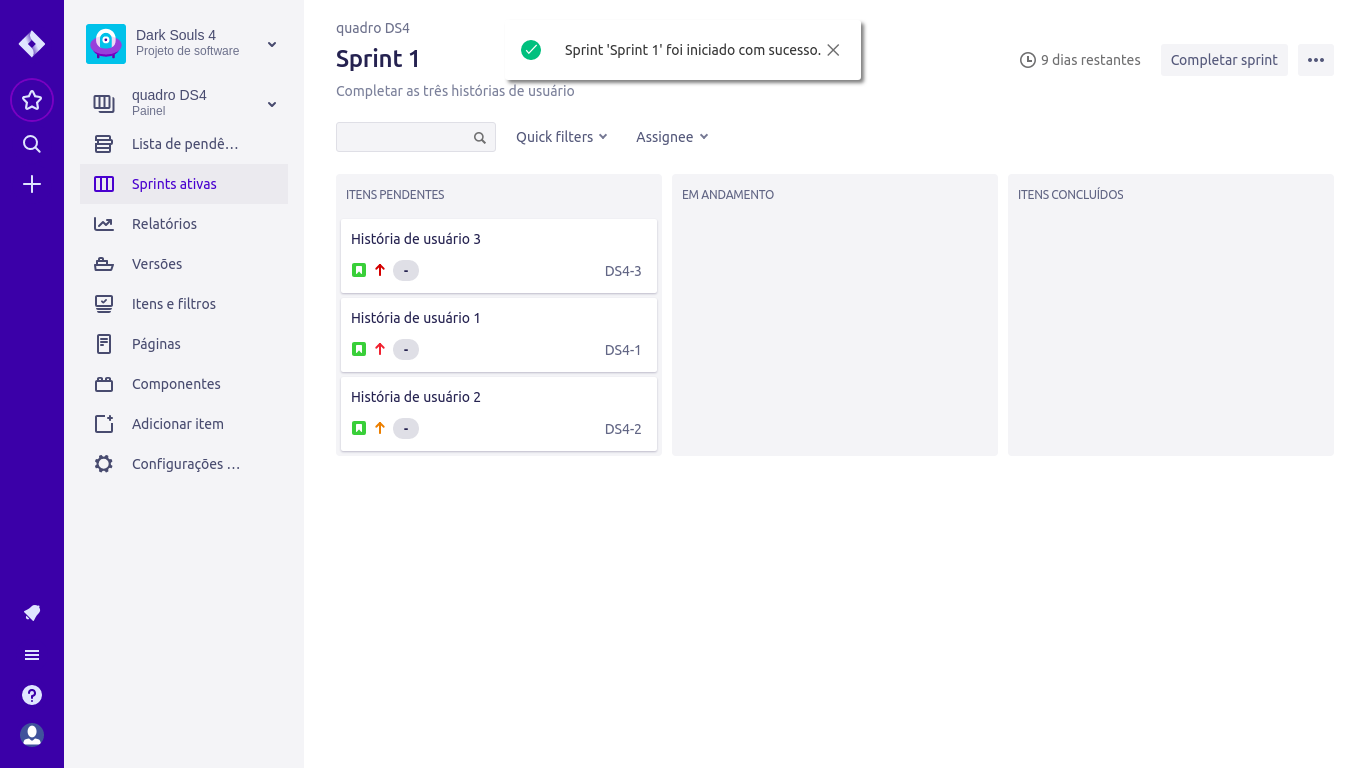 Dark Souls 4
Projeto de software
quadro DS4
Painel
Lista de pendê…
Sprints ativas
Relatórios
Versões
Itens e filtros
Páginas
Componentes
Adicionar item
Configurações …
quadro DS4
Sprint 1
Completar as três histórias de usuário
Sprint 'Sprint 1' foi iniciado com sucesso.
9 dias restantes
Completar sprint
Quick filters
Assignee
ITENS PENDENTES
História de usuário 3
- DS4-3
História de usuário 1
- DS4-1
História de usuário 2
- DS4-2
EM ANDAMENTO
ITENS CONCLUÍDOS